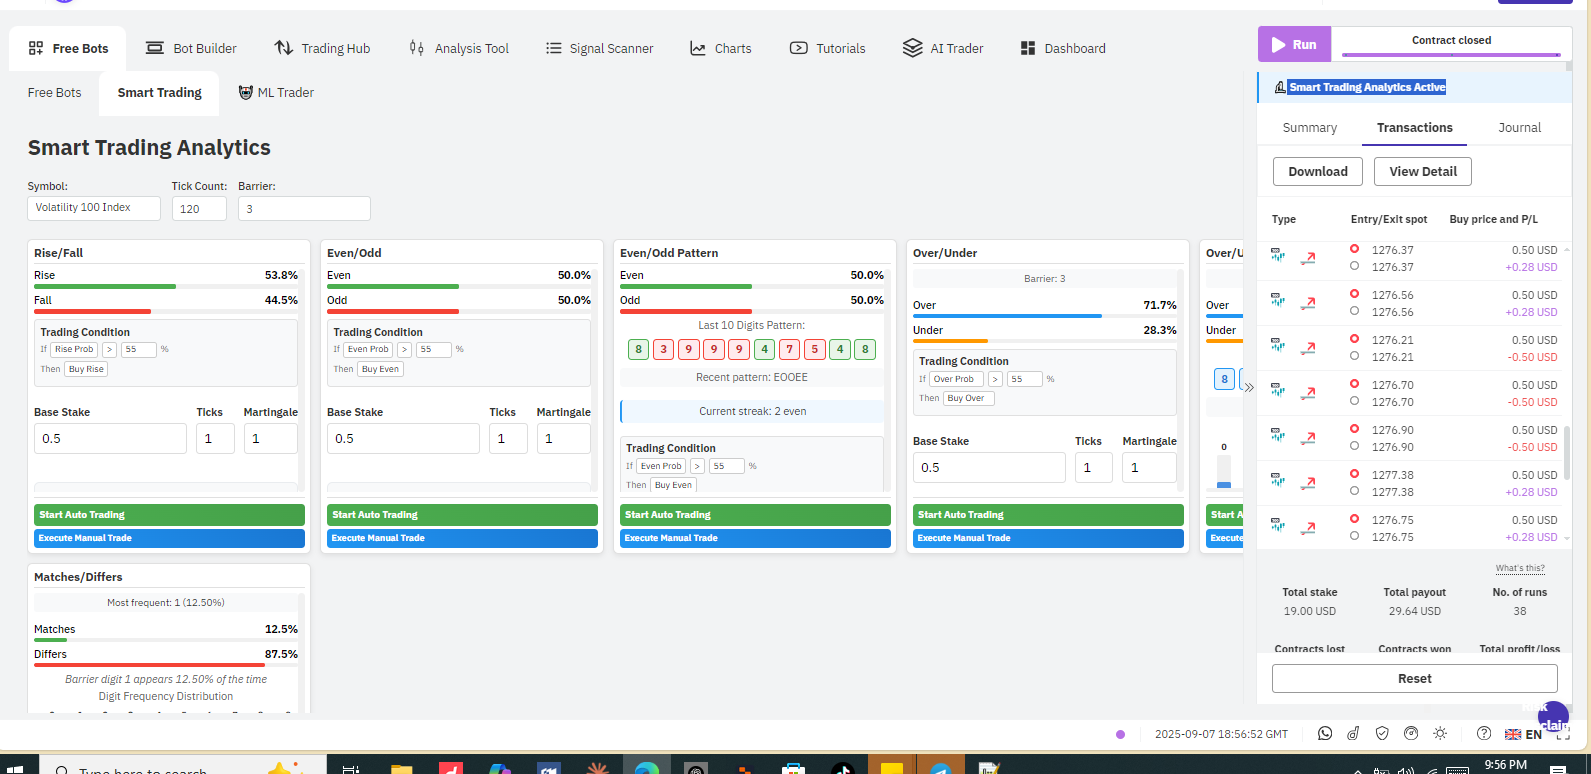 Free Bots
Bot Builder
Trading Hub
Analysis Tool
Signal Scanner
Charts
Tutorials
AI Trader
Dashboard
Run
Contract closed
Free Bots
Smart Trading
ML Trader
Smart Trading Analytics Active
Summary
Transactions
Journal
Smart Trading Analytics
Download
View Detail
Symbol:
Tick Count:
Barrier:
Volatility 100 Index
120
3
Type
Entry/Exit spot
Buy price and P/L
Rise/Fall
Rise 53.8%
Fall 44.5%
Trading Condition
If Rise Prob > 55 %
Then Buy Rise
Base Stake Ticks Martingale
0.5 1 1
Start Auto Trading
Execute Manual Trade
Even/Odd
Even 50.0%
Odd 50.0%
Trading Condition
If Even Prob > 55 %
Then Buy Even
Base Stake Ticks Martingale
0.5 1 1
Start Auto Trading
Execute Manual Trade
Even/Odd Pattern
Even 50.0%
Odd 50.0%
Last 10 Digits Pattern:
8 3 9 9 9 4 7 5 4 8
Recent pattern: EOOEE
Current streak: 2 even
Trading Condition
If Even Prob > 55 %
Then Buy Even
Start Auto Trading
Execute Manual Trade
Over/Under
Barrier: 3
Over 71.7%
Under 28.3%
Trading Condition
If Over Prob > 55 %
Then Buy Over
Base Stake Ticks Martingale
0.5 1 1
Start Auto Trading
Execute Manual Trade
Over/U
Over
Under
8
0
Start A
Execute
Matches/Differs
Most frequent: 1 (12.50%)
Matches 12.5%
Differs 87.5%
Barrier digit 1 appears 12.50% of the time
Digit Frequency Distribution
1276.37 0.50 USD
1276.37 +0.28 USD
1276.56 0.50 USD
1276.56 +0.28 USD
1276.21 0.50 USD
1276.21 -0.50 USD
1276.70 0.50 USD
1276.70 -0.50 USD
1276.90 0.50 USD
1276.90 -0.50 USD
1277.38 0.50 USD
1277.38 +0.28 USD
1276.75 0.50 USD
1276.75 +0.28 USD
What's this?
Total stake Total payout No. of runs
19.00 USD 29.64 USD 38
Contracts lost Contracts won Total profit/loss
Reset
claim
2025-09-07 18:56:52 GMT
EN
Type here to search
9:56 PM